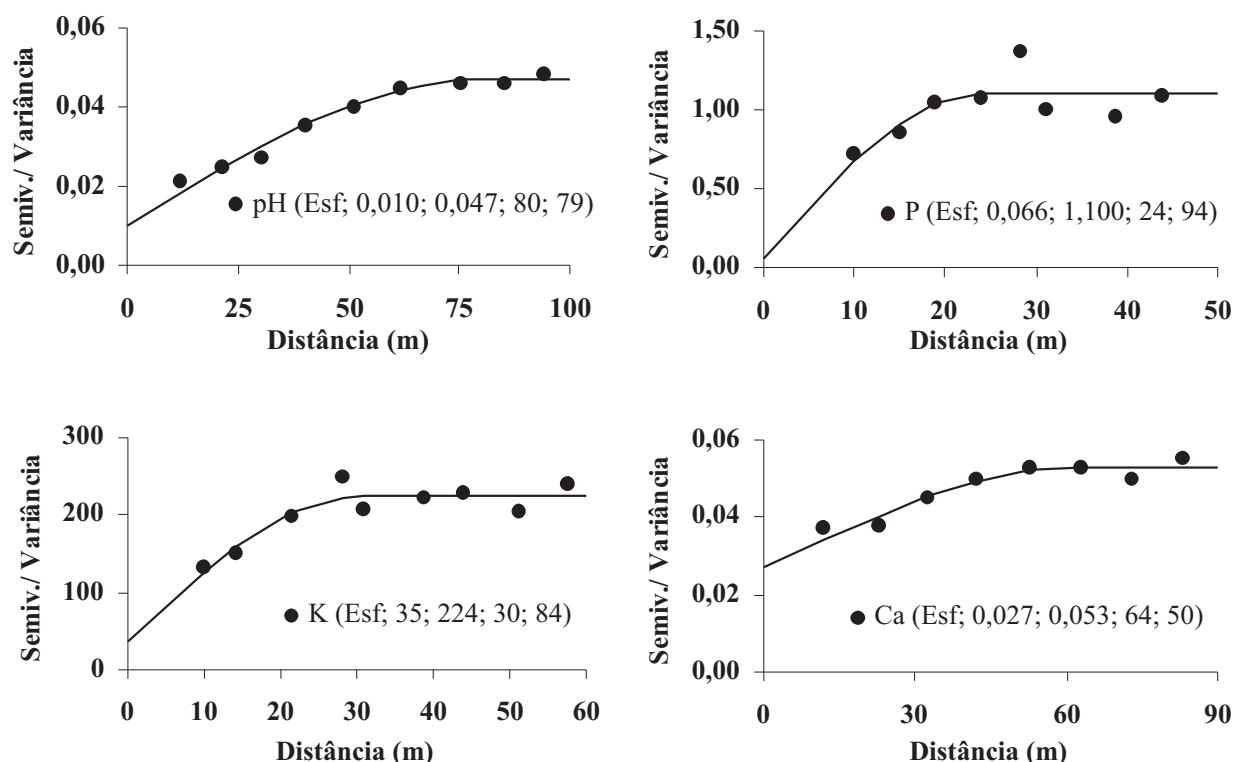 Semiv./ Variância
0,06
0,04
0,02
0,00
pH (Esf; 0,010; 0,047; 80; 79)
0 25 50 75 100
Distância (m)
Semiv./ Variância
1,50
1,00
0,50
0,00
P (Esf; 0,066; 1,100; 24; 94)
0 10 20 30 40 50
Distância (m)
Semiv./ Variância
300
200
100
0
K (Esf; 35; 224; 30; 84)
0 10 20 30 40 50 60
Distância (m)
Semiv./ Variância
0,06
0,04
0,02
0,00
Ca (Esf; 0,027; 0,053; 64; 50)
0 30 60 90
Distância (m)